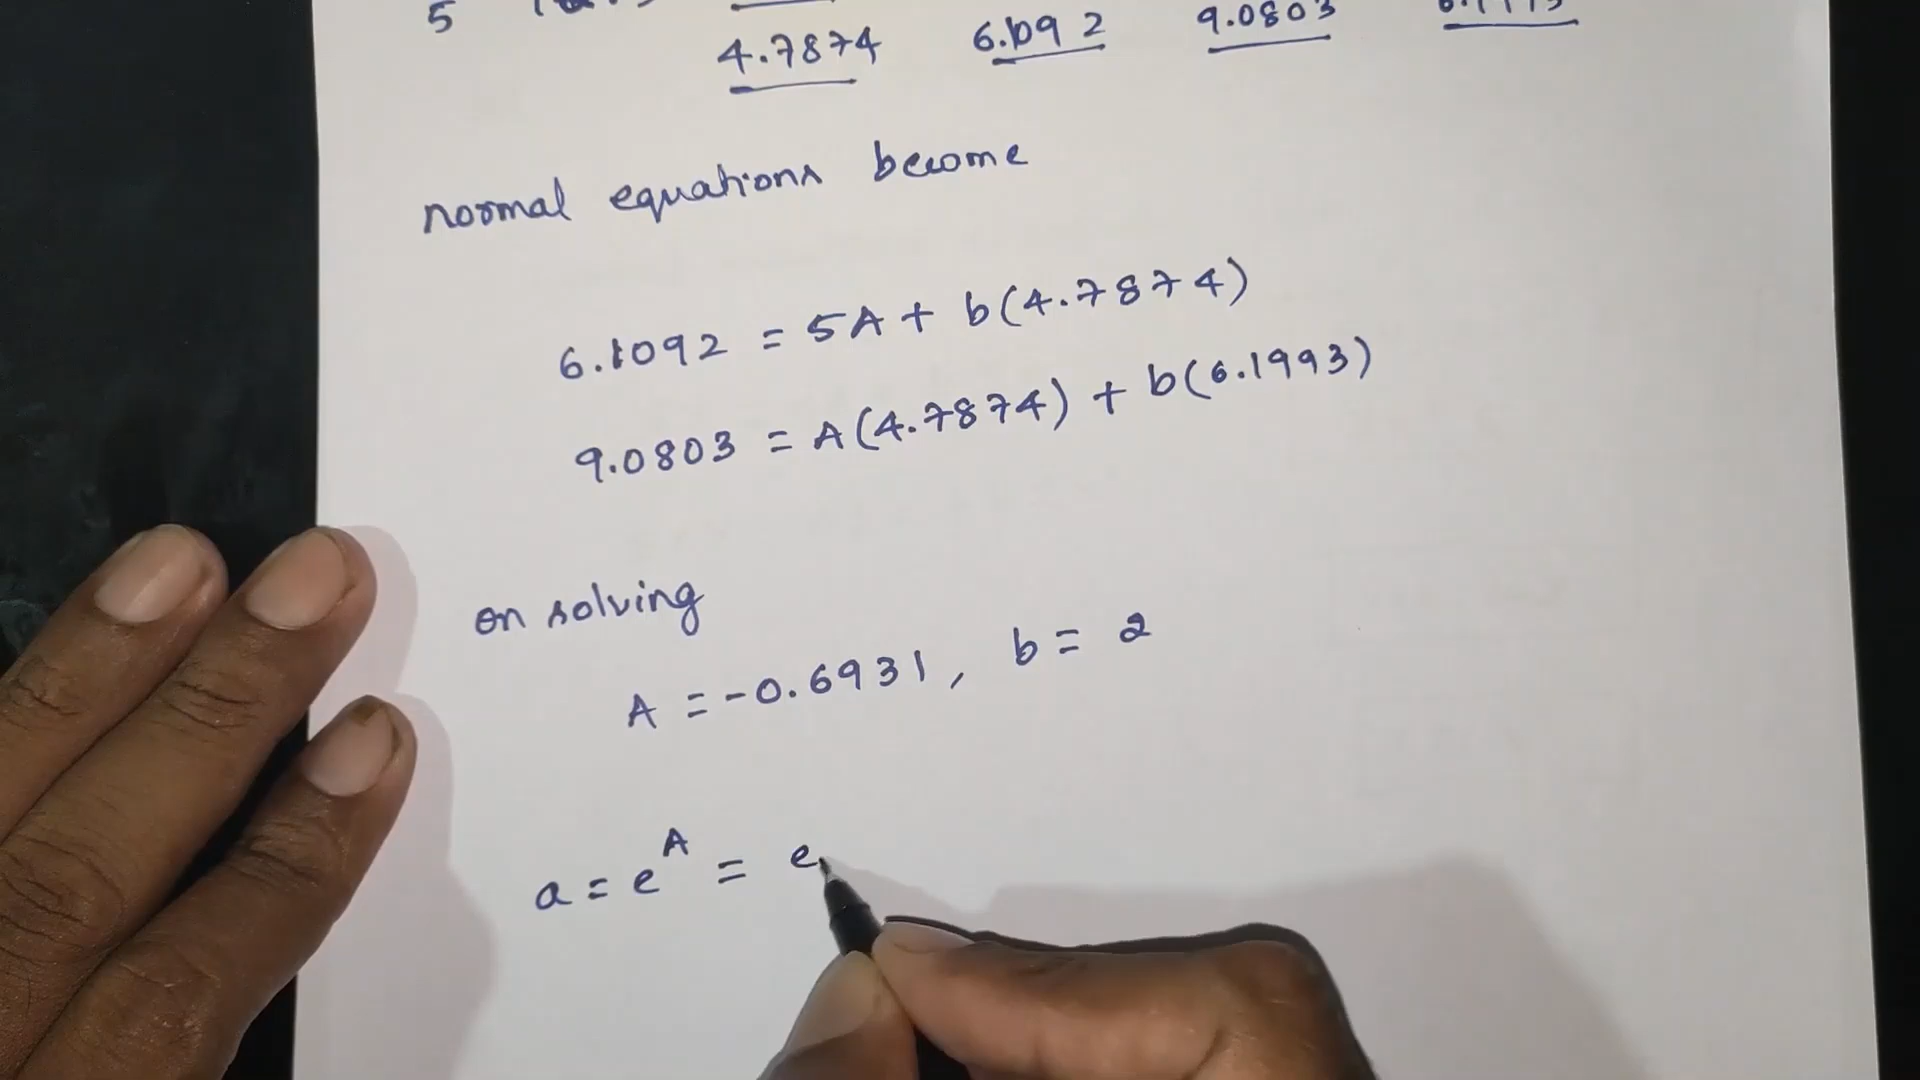 5
4.7874 6.1092 9.0803
normal equations become
6.1092 = 5A + b(4.7874)
9.0803 = A(4.7874) + b(6.1993)
on solving
A = -0.6931, b = 2
a = e^A = e